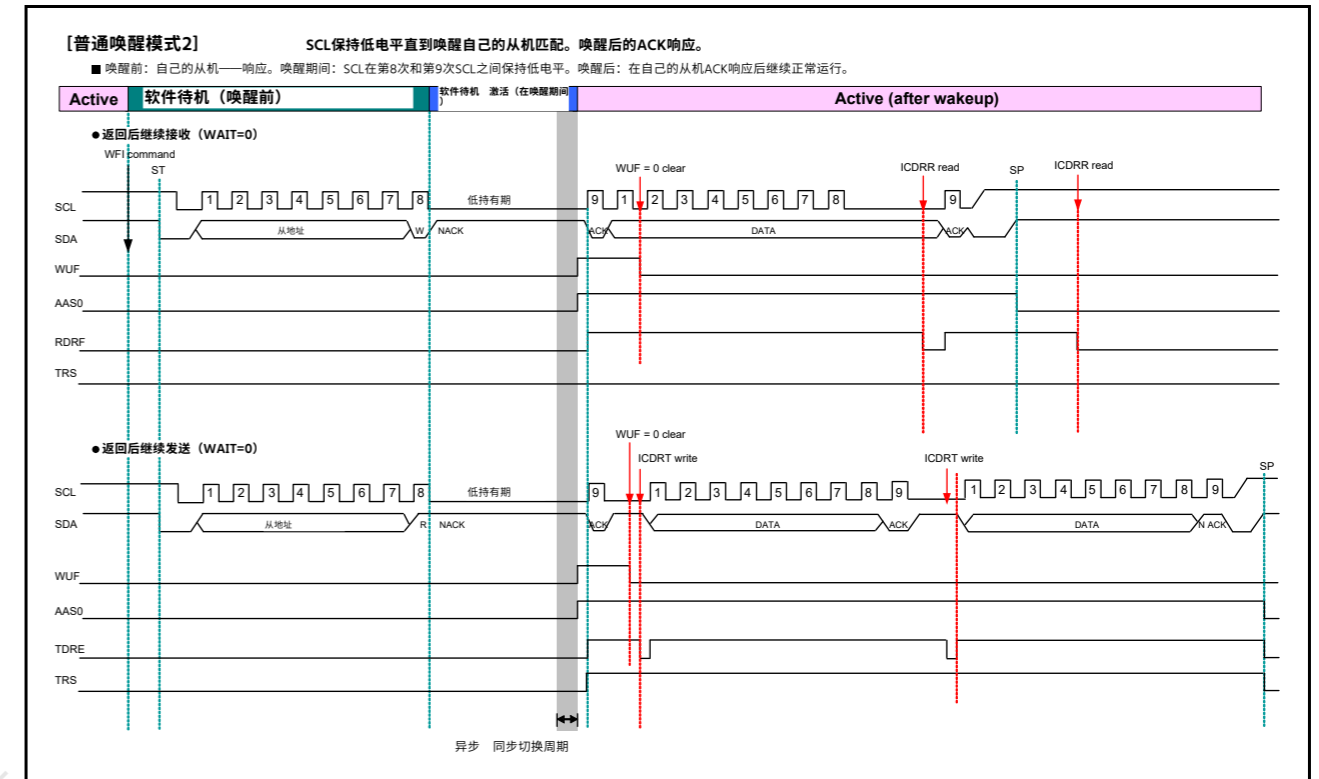 [普通唤醒模式2] SCL保持低电平直到唤醒自己的从机匹配。唤醒后的ACK响应。
■ 唤醒前：自己的从机——响应。唤醒期间：SCL在第8次和第9次SCL之间保持低电平。唤醒后：在自己的从机ACK响应后继续正常运行。
Active 软件待机（唤醒前） 软件待机 激活（在唤醒期间） Active (after wakeup)
●返回后继续接收（WAIT=0）
WFI command
ST WUF = 0 clear ICDRR read SP ICDRR read
SCL 1 2 3 4 5 6 7 8 低持有期 9 1 2 3 4 5 6 7 8 9
SDA 从地址 W NACK ACK DATA ACK
WUF
AAS0
RDRF
TRS
●返回后继续发送（WAIT=0）
WUF = 0 clear
ICDRT write ICDRT write
SP
SCL 1 2 3 4 5 6 7 8 低持有期 9 1 2 3 4 5 6 7 8 9 1 2 3 4 5 6 7 8 9
SDA 从地址 R NACK ACK DATA ACK DATA N ACK
WUF
AAS0
TDRE
TRS
异步 同步切换周期